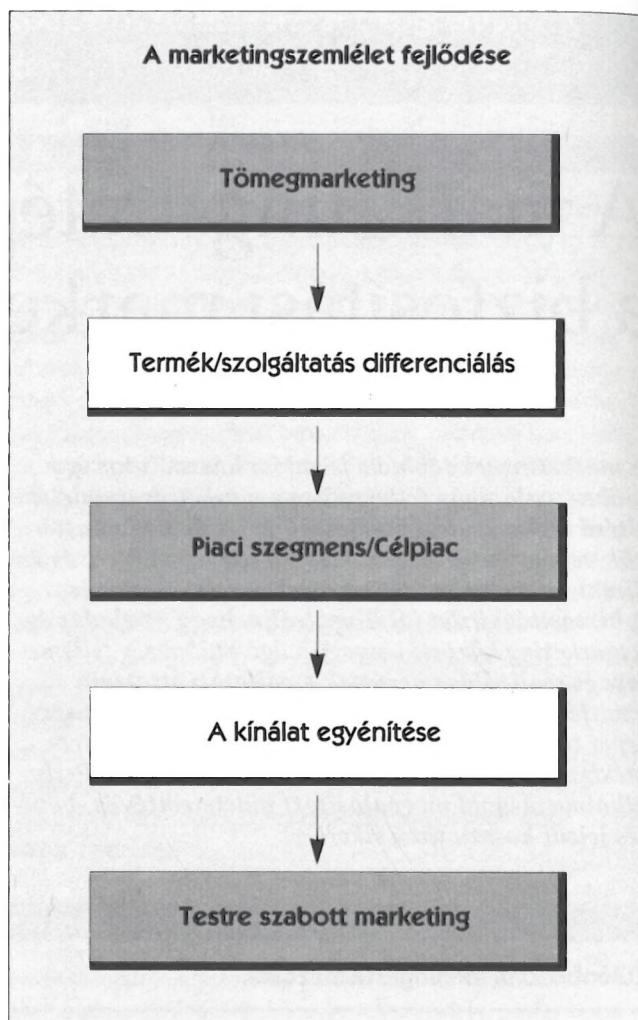 A marketingszemlélet fejlődése
Tömegmarketing
Termék/szolgáltatás differenciálás
Piaci szegmens/Célpiac
A kínálat egyénítése
Testre szabott marketing